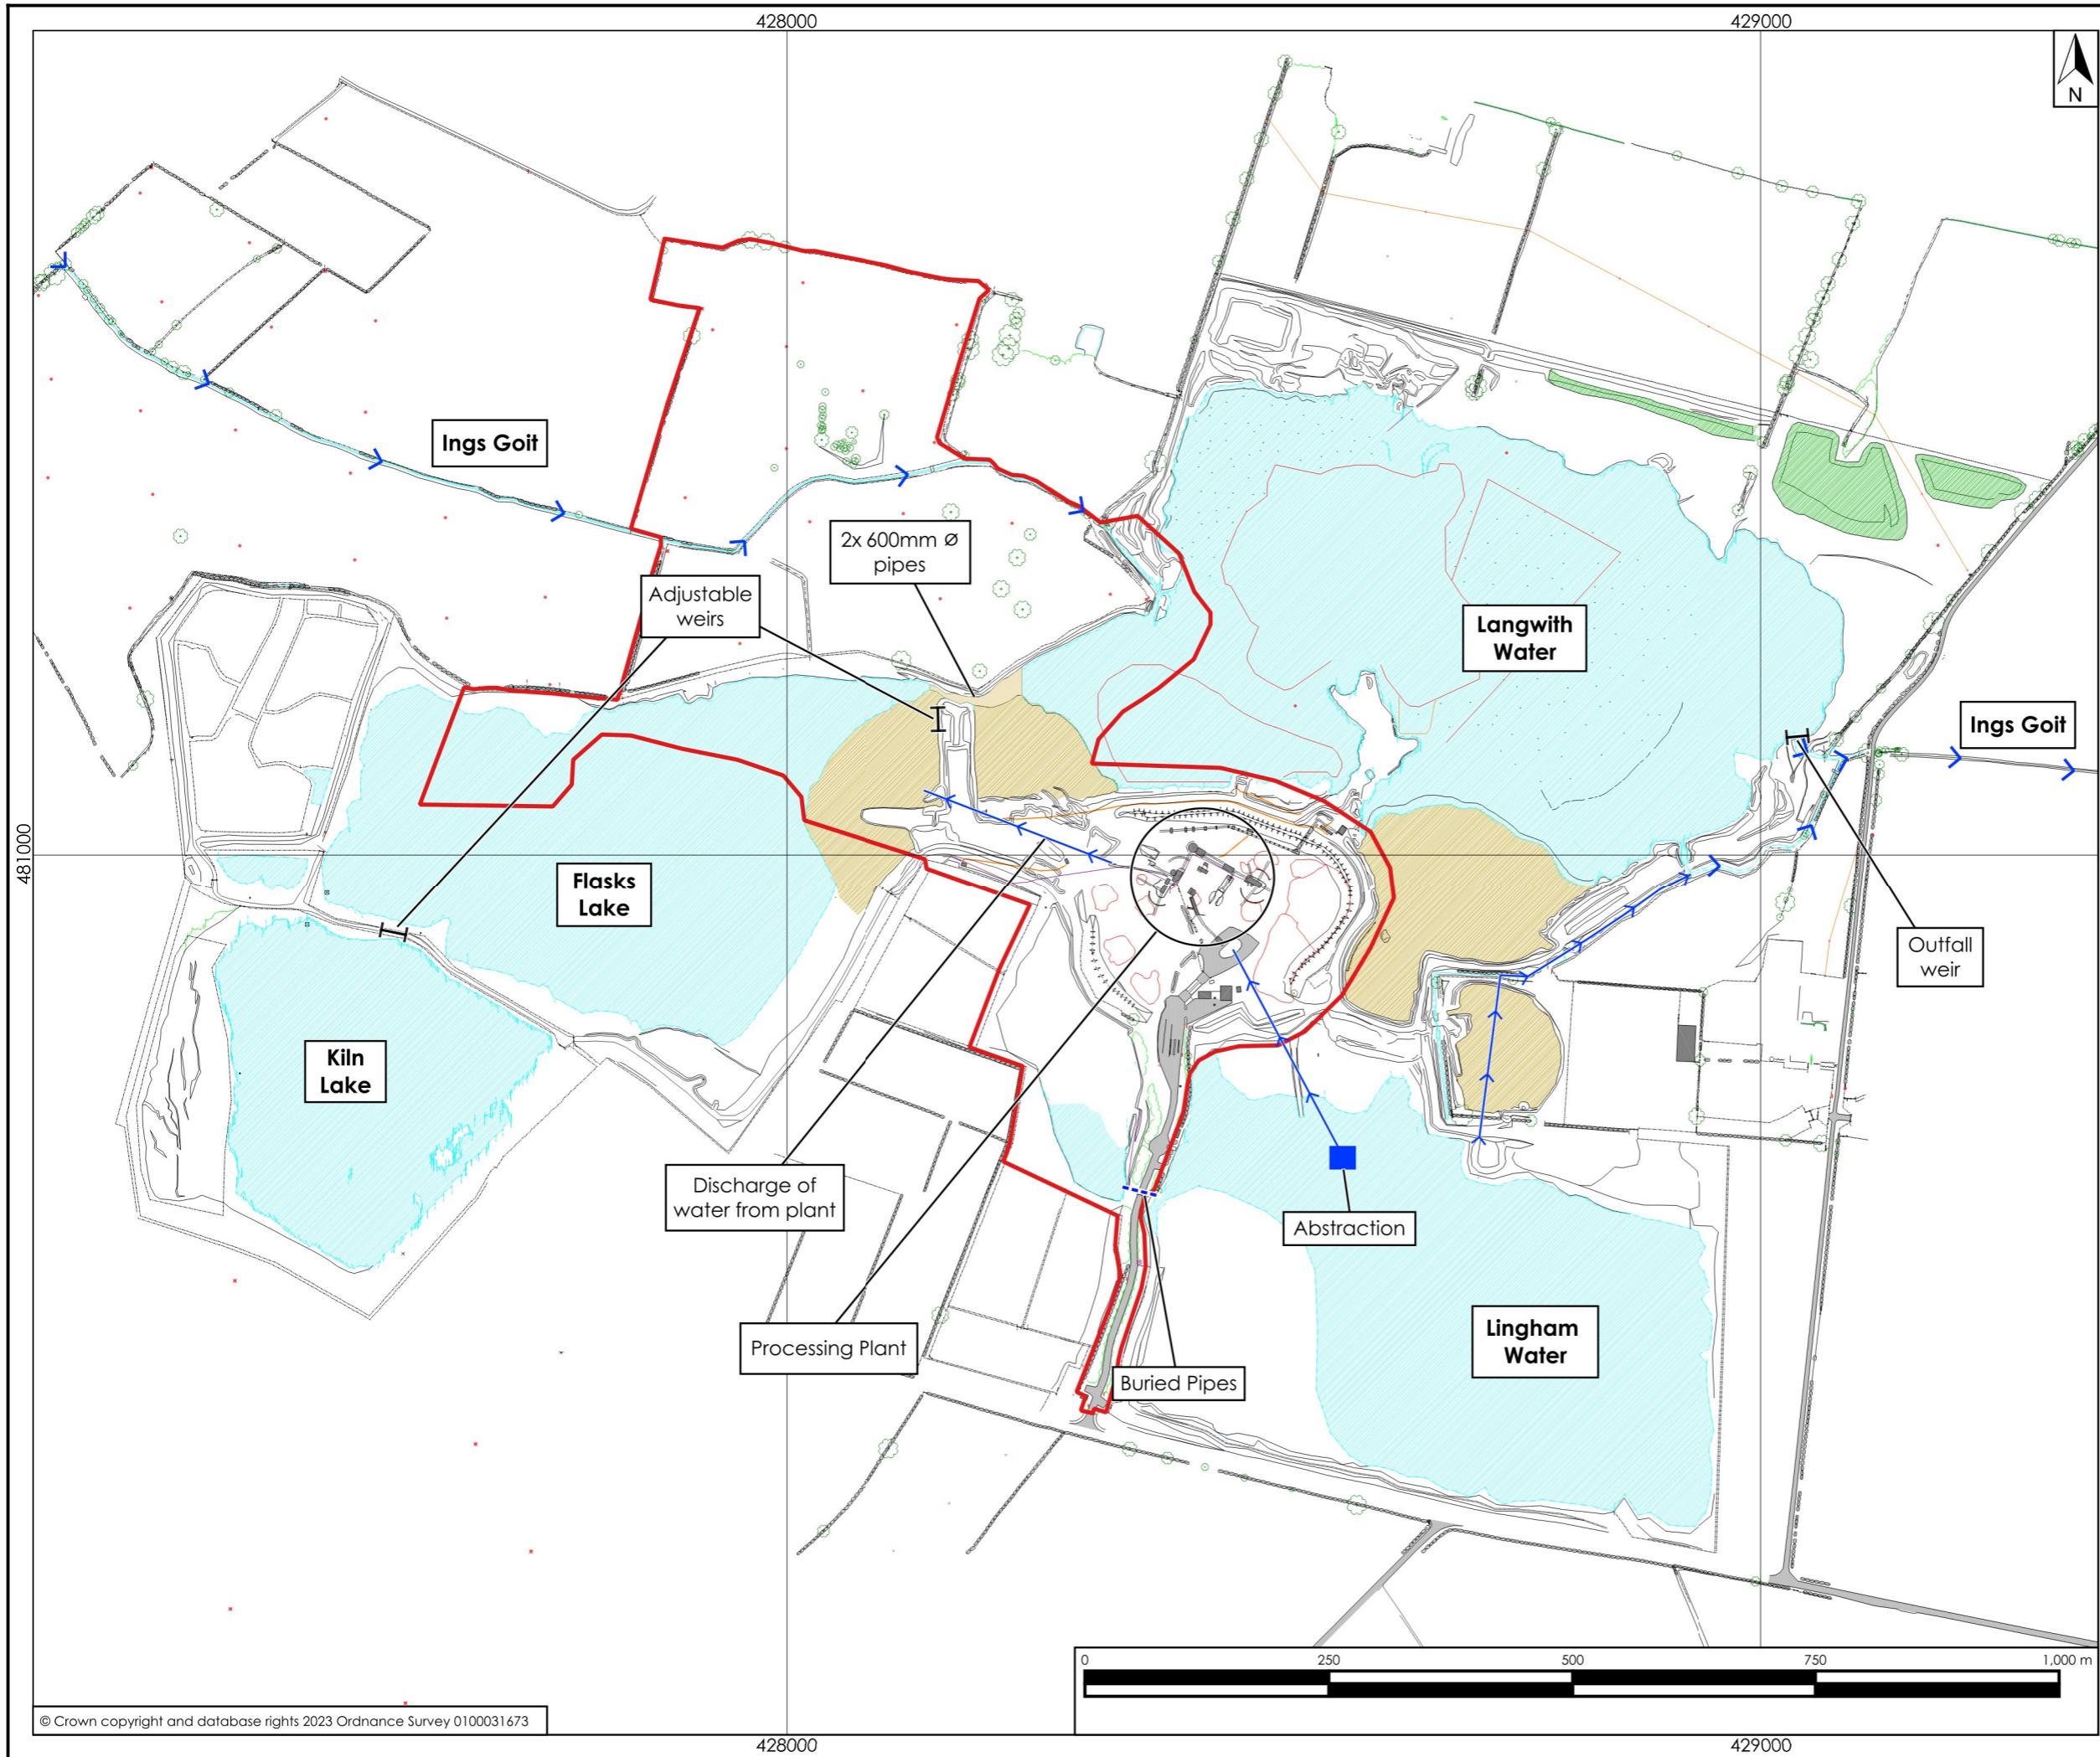 428000
429000
N
Ings Goit
2x 600mm Ø
pipes
Adjustable
weirs
Langwith
Water
Ings Goit
481000
Flasks
Lake
Outfall
weir
Kiln
Lake
Discharge of
water from plant
Abstraction
Processing Plant
Buried Pipes
Lingham
Water
0
250
500
750
1,000 m
© Crown copyright and database rights 2023 Ordnance Survey 0100031673
428000
429000